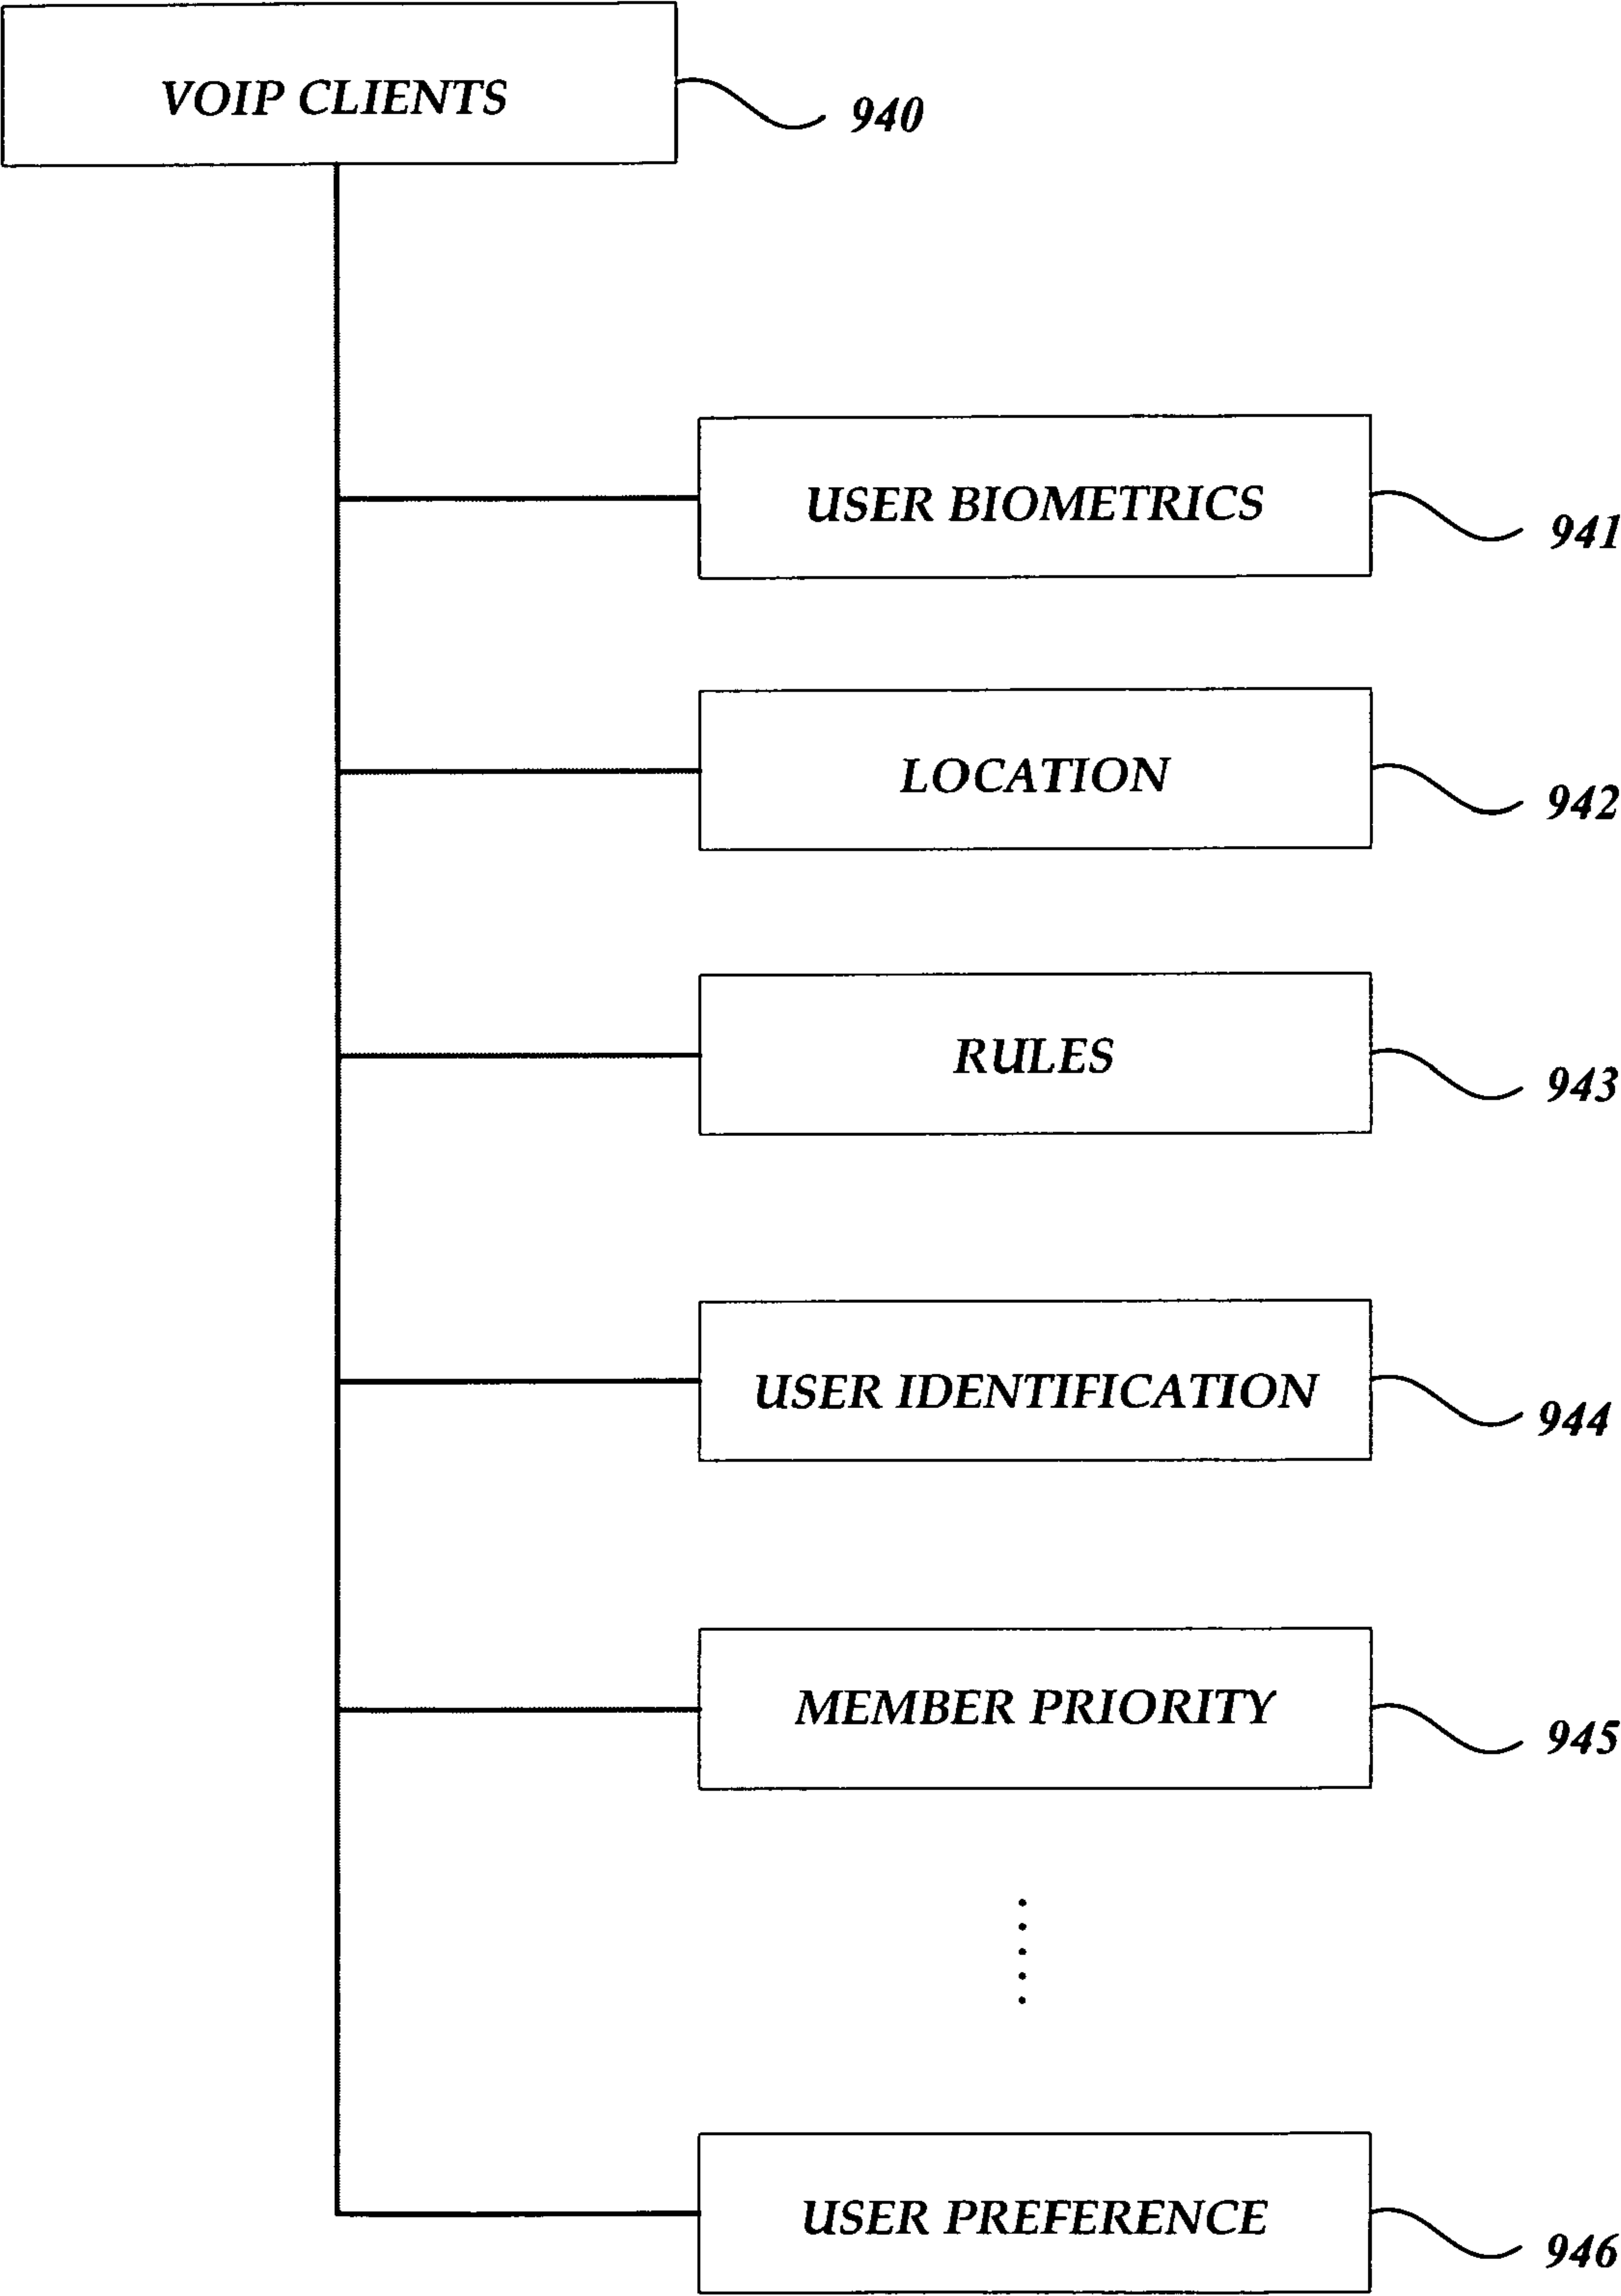 VOIP CLIENTS 940
USER BIOMETRICS 941
LOCATION 942
RULES 943
USER IDENTIFICATION 944
MEMBER PRIORITY 945
USER PREFERENCE 946